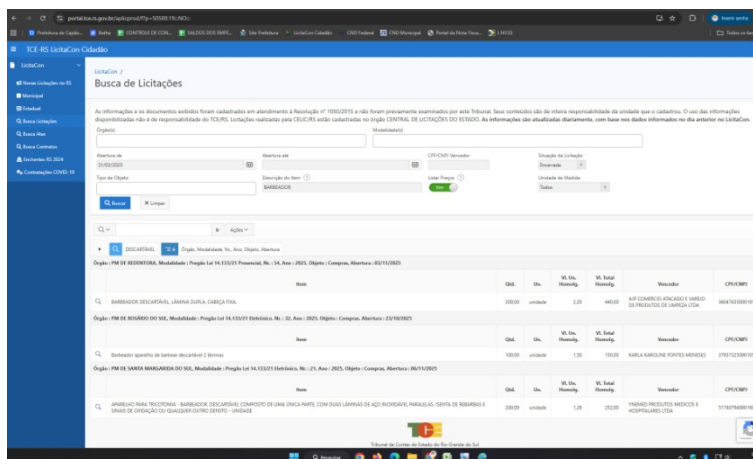 portal.tce.rs.gov.br/aplicprod/f?p=50500:19::NO::
TCE-RS LicitaCon Cidadão
LicitaCon
Novas Licitações no RS
Municipal
Estadual
Busca Licitações
Busca Atas
Busca Contratos
Enchentes RS 2024
Contratações COVID-19
LicitaCon /
Busca de Licitações
As informações e os documentos exibidos foram cadastrados em atendimento à Resolução nº 1050/2015 e não foram previamente examinados por este Tribunal. Seus conteúdos são de inteira responsabilidade da unidade que o cadastrou. O uso das informações
disponibilizadas não é de responsabilidade do TCE/RS. Licitações realizadas pela CELIC/RS estão cadastradas no órgão CENTRAL DE LICITAÇÕES DO ESTADO. As informações são atualizadas diariamente, com base nos dados informados no dia anterior no LicitaCon.
Órgão(s) Modalidade(s)
Abertura de Abertura até CPF/CNPJ Vencedor Situação da Licitação
31/03/2025 Encerrada
Tipo de Objeto Descrição do Item Listar Preços Unidade de Medida
BARBEADOR Sim Todos
Buscar Limpar
Ir Ações
DESCARTÁVEL Órgão, Modalidade, Nr., Ano, Objeto, Abertura
Órgão : PM DE REDENTORA, Modalidade : Pregão Lei 14.133/21 Presencial, Nr. : 54, Ano : 2025, Objeto : Compras, Abertura : 03/11/2025
Item Qtd. Un. Vl. Un. Homolg. Vl. Total Homolg. Vencedor CPF/CNPJ
BARBEADOR DESCARTÁVEL, LÂMINA DUPLA, CABEÇA FIXA. 200,00 unidade 2,20 440,00 AJP COMERCIO ATACADO E VAREJO
DE PRODUTOS DE LIMPEZA LTDA
Órgão : PM DE ROSÁRIO DO SUL, Modalidade : Pregão Lei 14.133/21 Eletrônico, Nr. : 32, Ano : 2025, Objeto : Compras, Abertura : 23/10/2025
Item Qtd. Un. Vl. Un. Homolg. Vl. Total Homolg. Vencedor CPF/CNPJ
Barbeador aparelho de barbear descartável 2 lâminas 100,00 unidade 1,50 150,00 KARLA KAROLINE FONTES MENDES
Órgão : PM DE SANTA MARGARIDA DO SUL, Modalidade : Pregão Lei 14.133/21 Eletrônico, Nr. : 21, Ano : 2025, Objeto : Compras, Abertura : 06/11/2025
Item Qtd. Un. Vl. Un. Homolg. Vl. Total Homolg. Vencedor CPF/CNPJ
APARELHO PARA TRICOTOMIA - BARBEADOR, DESCARTÁVEL, COMPOSTO DE UMA ÚNICA PARTE, COM DUAS LÂMINAS DE AÇO INOXIDÁVEL PARALELAS, ISENTA DE REBARBAS E 200,00 unidade 1,26 252,00 PRODUTOS MEDICOS E
SINAIS DE OXIDAÇÃO OU QUALQUER OUTRO DEFEITO - UNIDADE HOSPITALARES LTDA
TCE
Tribunal de Contas do Estado do Rio Grande do Sul
Pesquisar